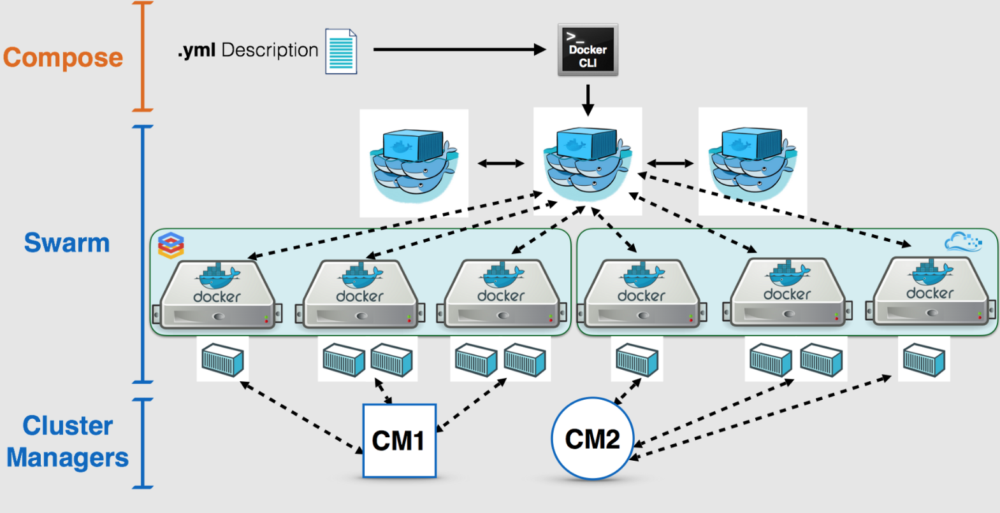 Compose
.yml Description
>_
Docker
CLI
Swarm
docker
docker
docker
docker
docker
docker
Cluster
Managers
CM1
CM2